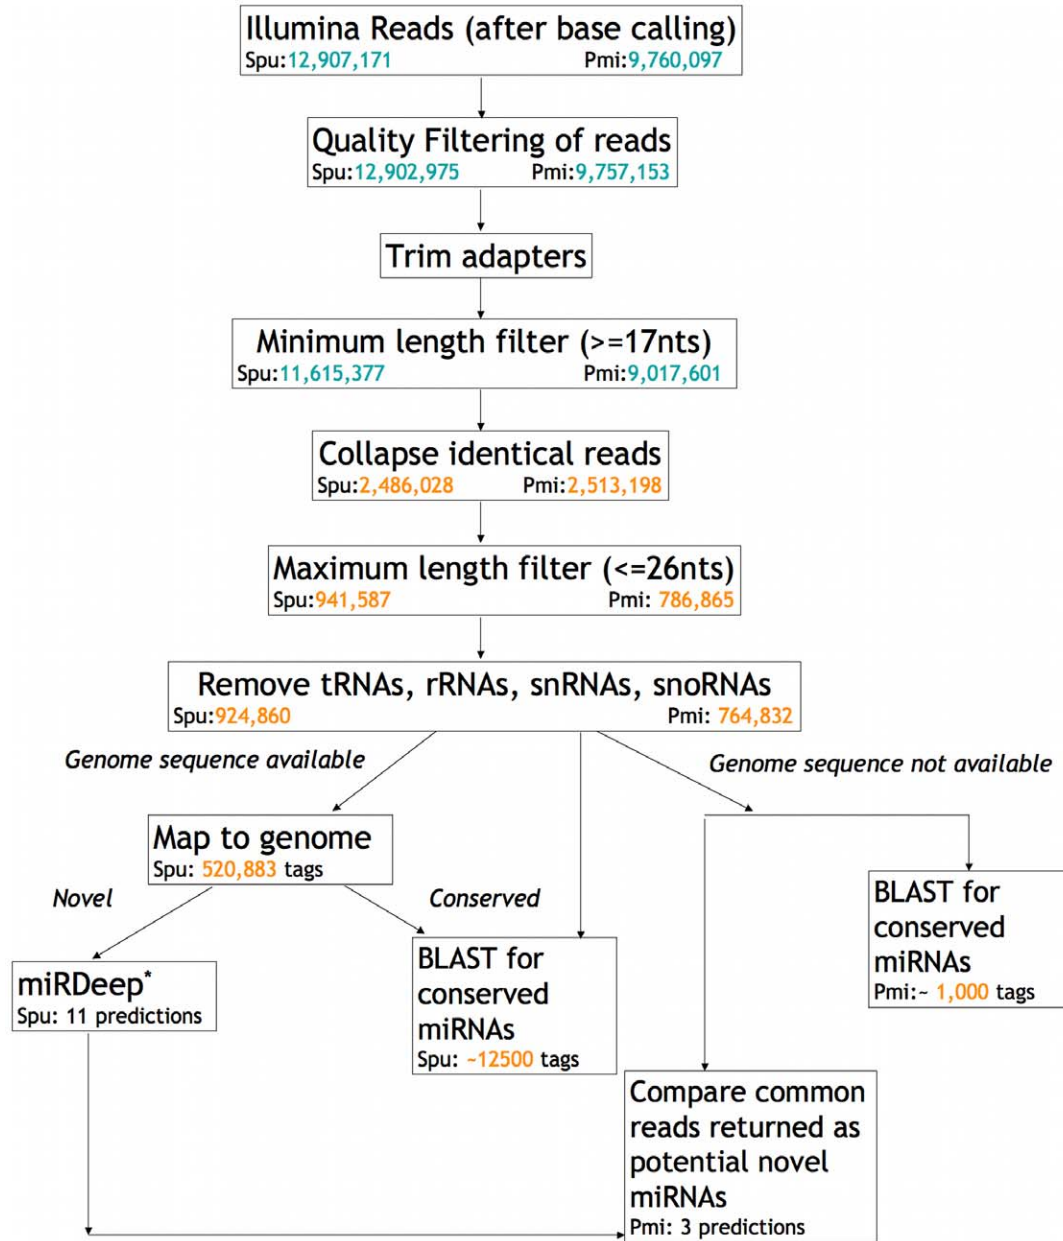 Illumina Reads (after base calling)
Spu:12,907,171 Pmi:9,760,097
Quality Filtering of reads
Spu:12,902,975 Pmi:9,757,153
Trim adapters
Minimum length filter (>=17nts)
Spu:11,615,377 Pmi:9,017,601
Collapse identical reads
Spu:2,486,028 Pmi:2,513,198
Maximum length filter (<=26nts)
Spu:941,587 Pmi: 786,865
Remove tRNAs, rRNAs, snRNAs, snoRNAs
Spu:924,860 Pmi: 764,832
Genome sequence available
Genome sequence not available
Map to genome
Spu: 520,883 tags
Novel
Conserved
miRDeep*
Spu: 11 predictions
BLAST for
conserved
miRNAs
Spu: ~12500 tags
BLAST for
conserved
miRNAs
Pmi:~ 1,000 tags
Compare common
reads returned as
potential novel
miRNAs
Pmi: 3 predictions